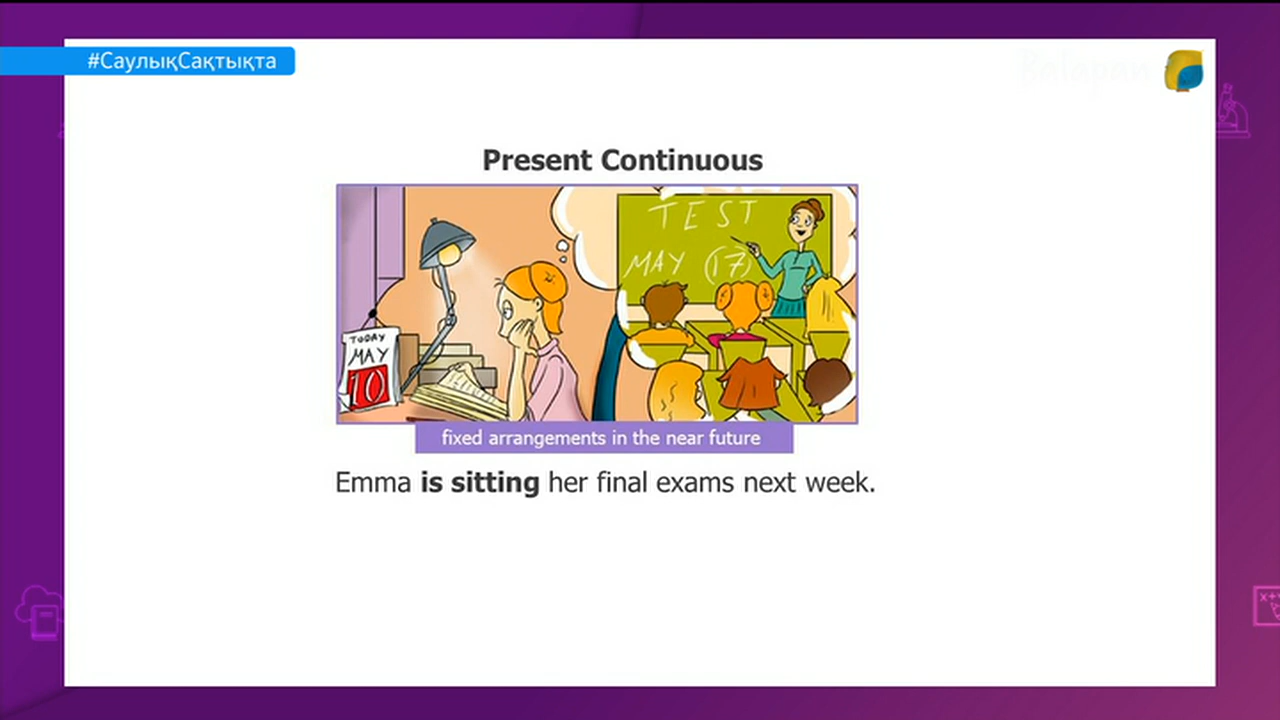 #СаулықСақтықта
Balapan
Present Continuous
TEST
MAY 17
TODAY
MAY
10
fixed arrangements in the near future
Emma is sitting her final exams next week.